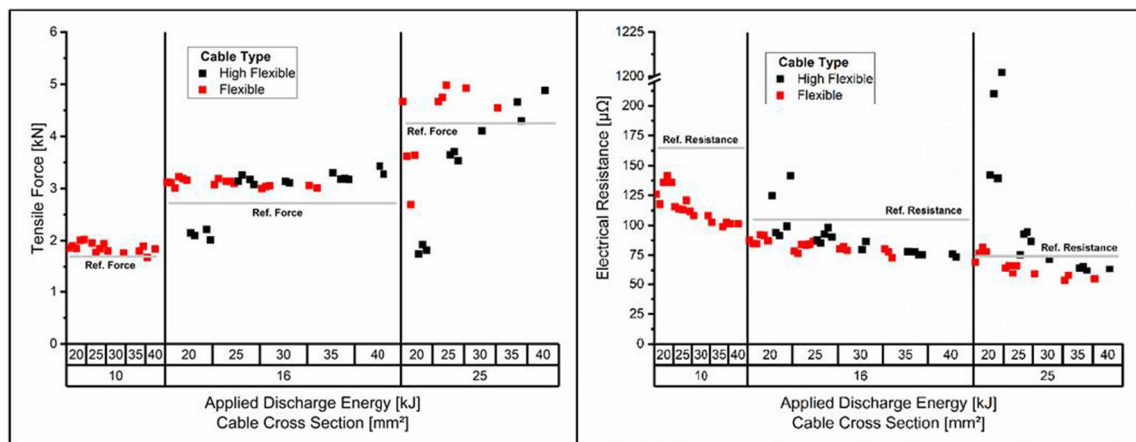 Tensile Force [kN]
6
5
4
3
2
1
0
Cable Type
High Flexible
Flexible
Ref. Force
Ref. Force
Ref. Force
20 25 30 35 40 20 25 30 35 40 20 25 30 35 40
10 16 25
Applied Discharge Energy [kJ]
Cable Cross Section [mm²]
Electrical Resistance [µΩ]
1225
1200
200
175
150
125
100
75
50
25
0
Cable Type
High Flexible
Flexible
Ref. Resistance
Ref. Resistance
Ref. Resistance
20 25 30 35 40 20 25 30 35 40 20 25 30 35 40
10 16 25
Applied Discharge Energy [kJ]
Cable Cross Section [mm²]